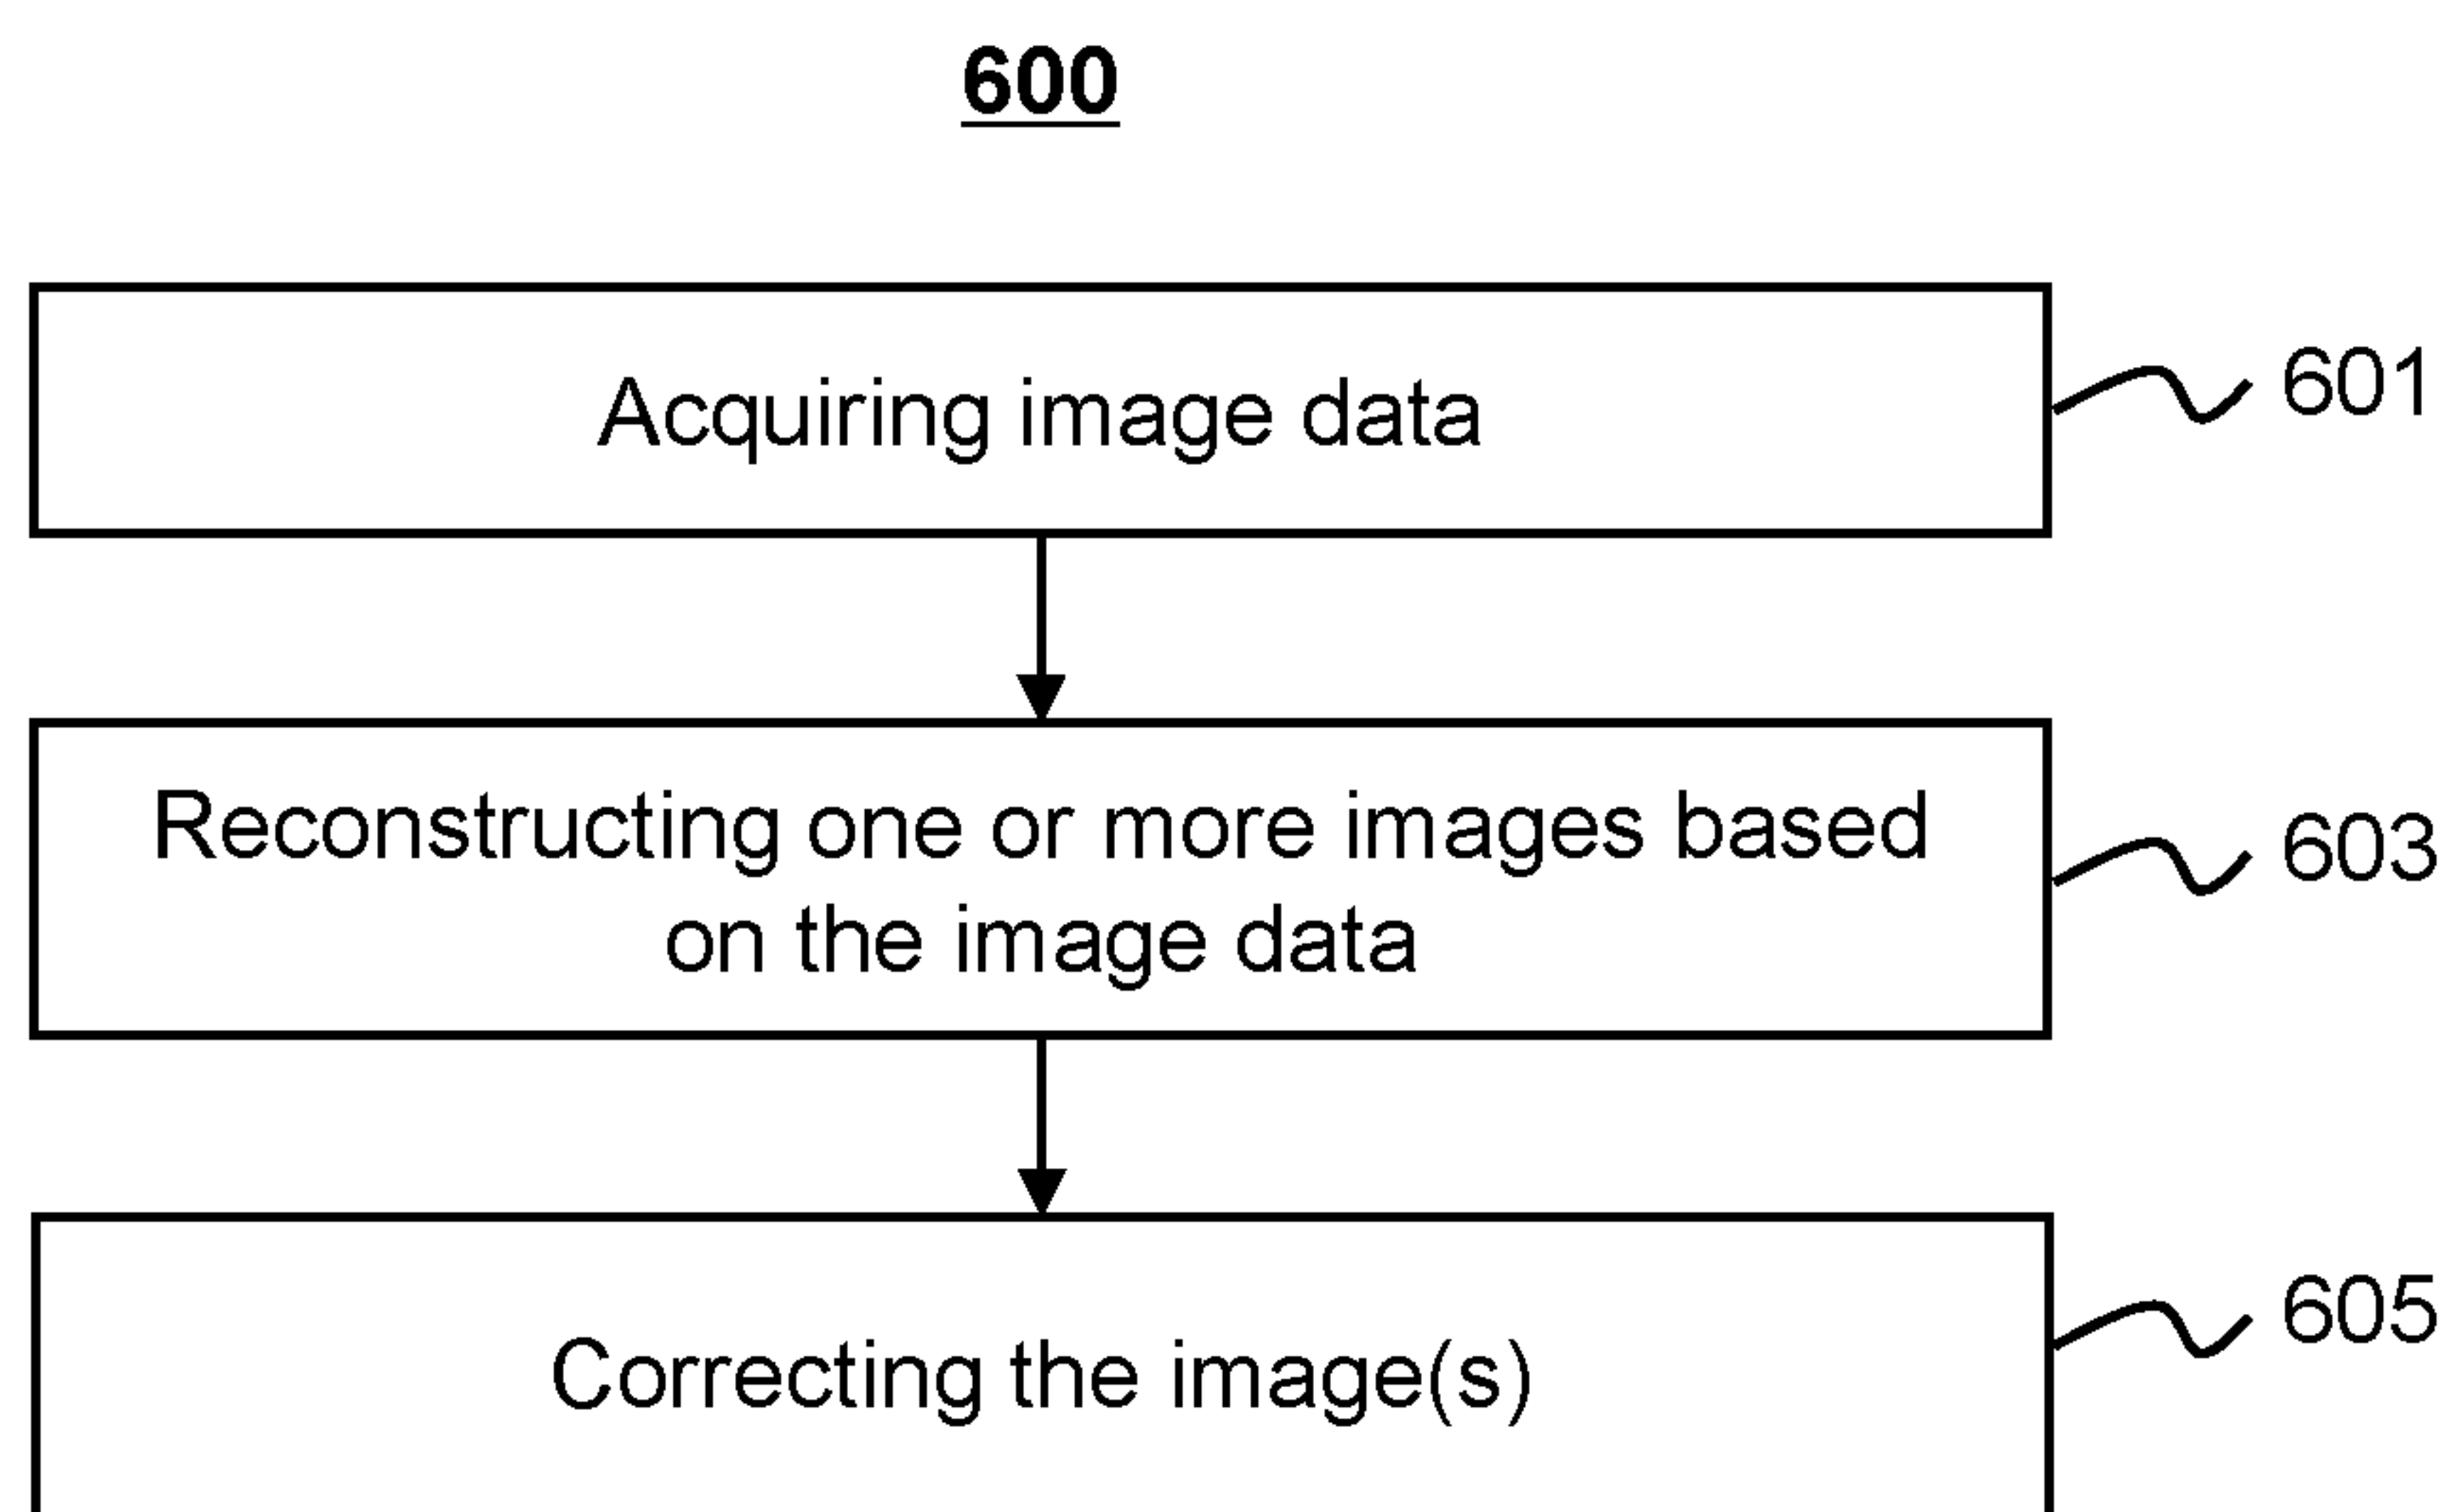 600
Acquiring image data
601
Reconstructing one or more images based
on the image data
603
Correcting the image(s)
605